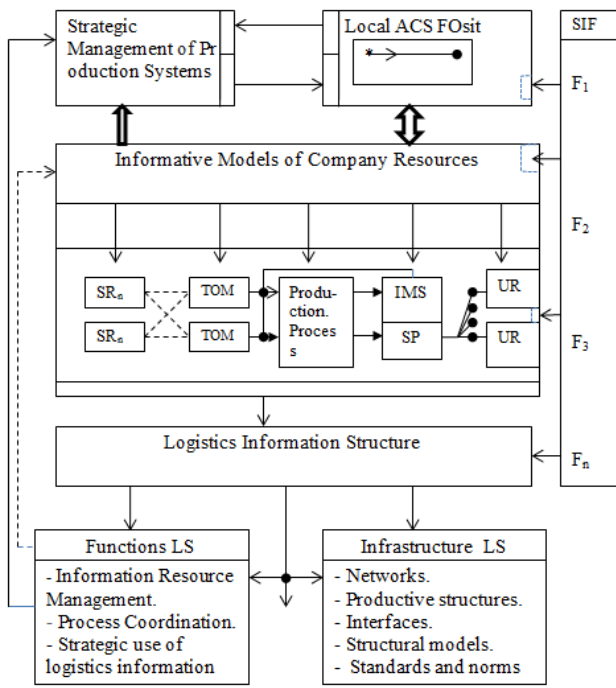 Strategic
Management of Pr
oduction Systems
Local ACS FOsit
*
SIF
F1
Informative Models of Company Resources
F2
SRn
TOM
Produ-
ction.
Proces
s
IMS
UR
SRn
TOM
SP
UR
F3
Logistics Information Structure
Fn
Functions LS
- Information Resource
Management.
- Process Coordination.
- Strategic use of
logistics information
Infrastructure LS
- Networks.
- Productive structures.
- Interfaces.
- Structural models.
- Standards and norms